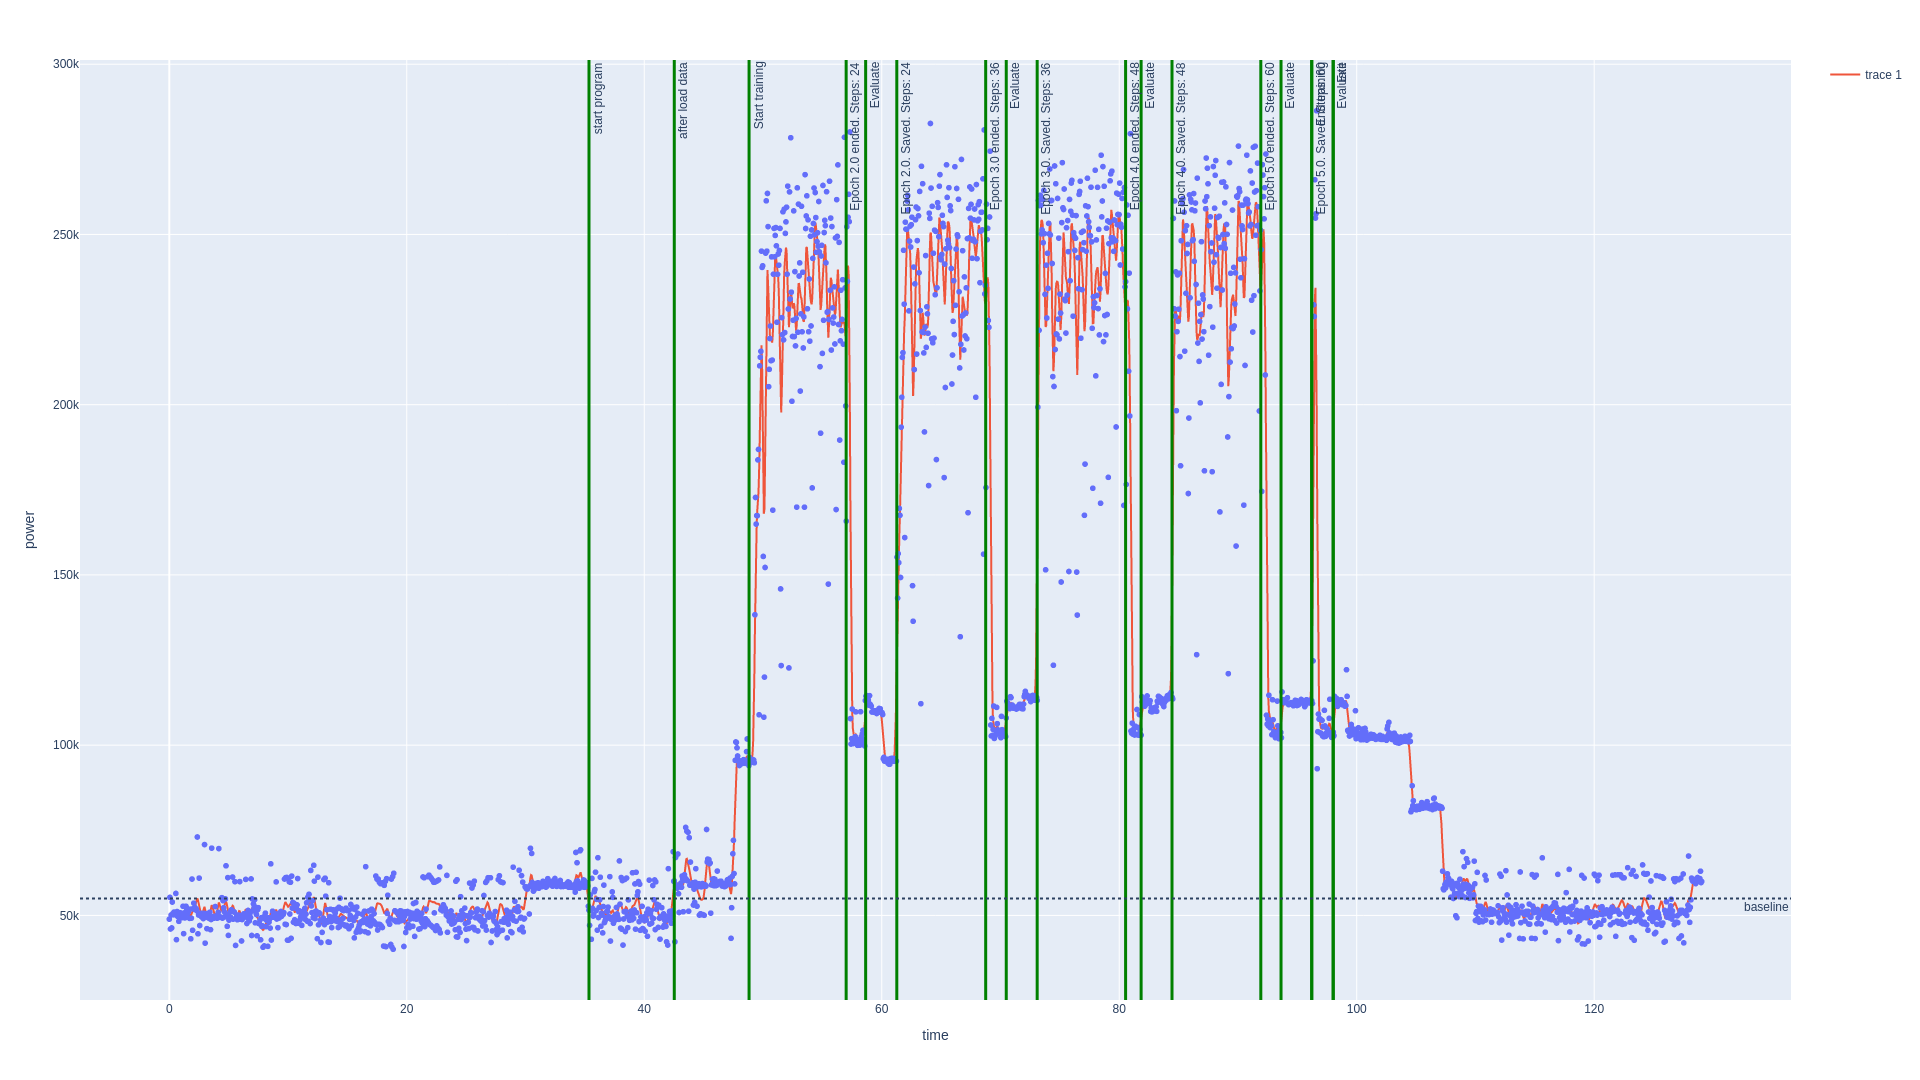 300k
250k
200k
150k
100k
50k
power
0
20
40
60
80
100
120
time
start program
after load data
Start training
Epoch 2.0 ended. Steps: 24
Evaluate
Epoch 2.0. Saved. Steps: 24
Epoch 3.0 ended. Steps: 36
Evaluate
Epoch 3.0. Saved. Steps: 36
Epoch 4.0 ended. Steps: 48
Evaluate
Epoch 4.0. Saved. Steps: 48
Epoch 5.0 ended. Steps: 60
Evaluate
Epoch 5.0. Saved. Steps: 60
Evaluate
baseline
trace 1